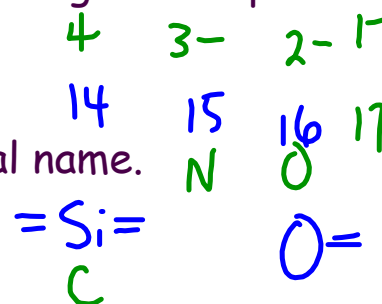 4 3- 2- 1-
14 15 16 17
al name. N O
=Si= O=
C